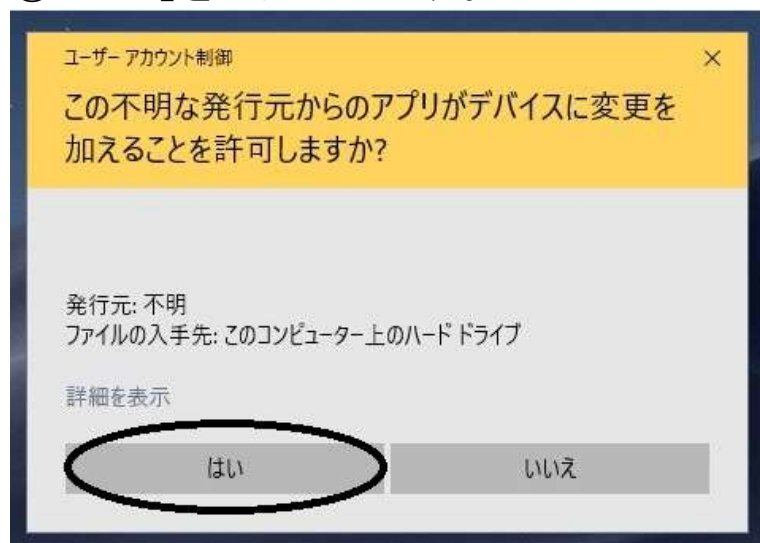 ユーザー アカウント制御
この不明な発行元からのアプリがデバイスに変更を
加えることを許可しますか?
発行元: 不明
ファイルの入手先: このコンピューター上のハード ドライブ
詳細を表示
はい
いいえ